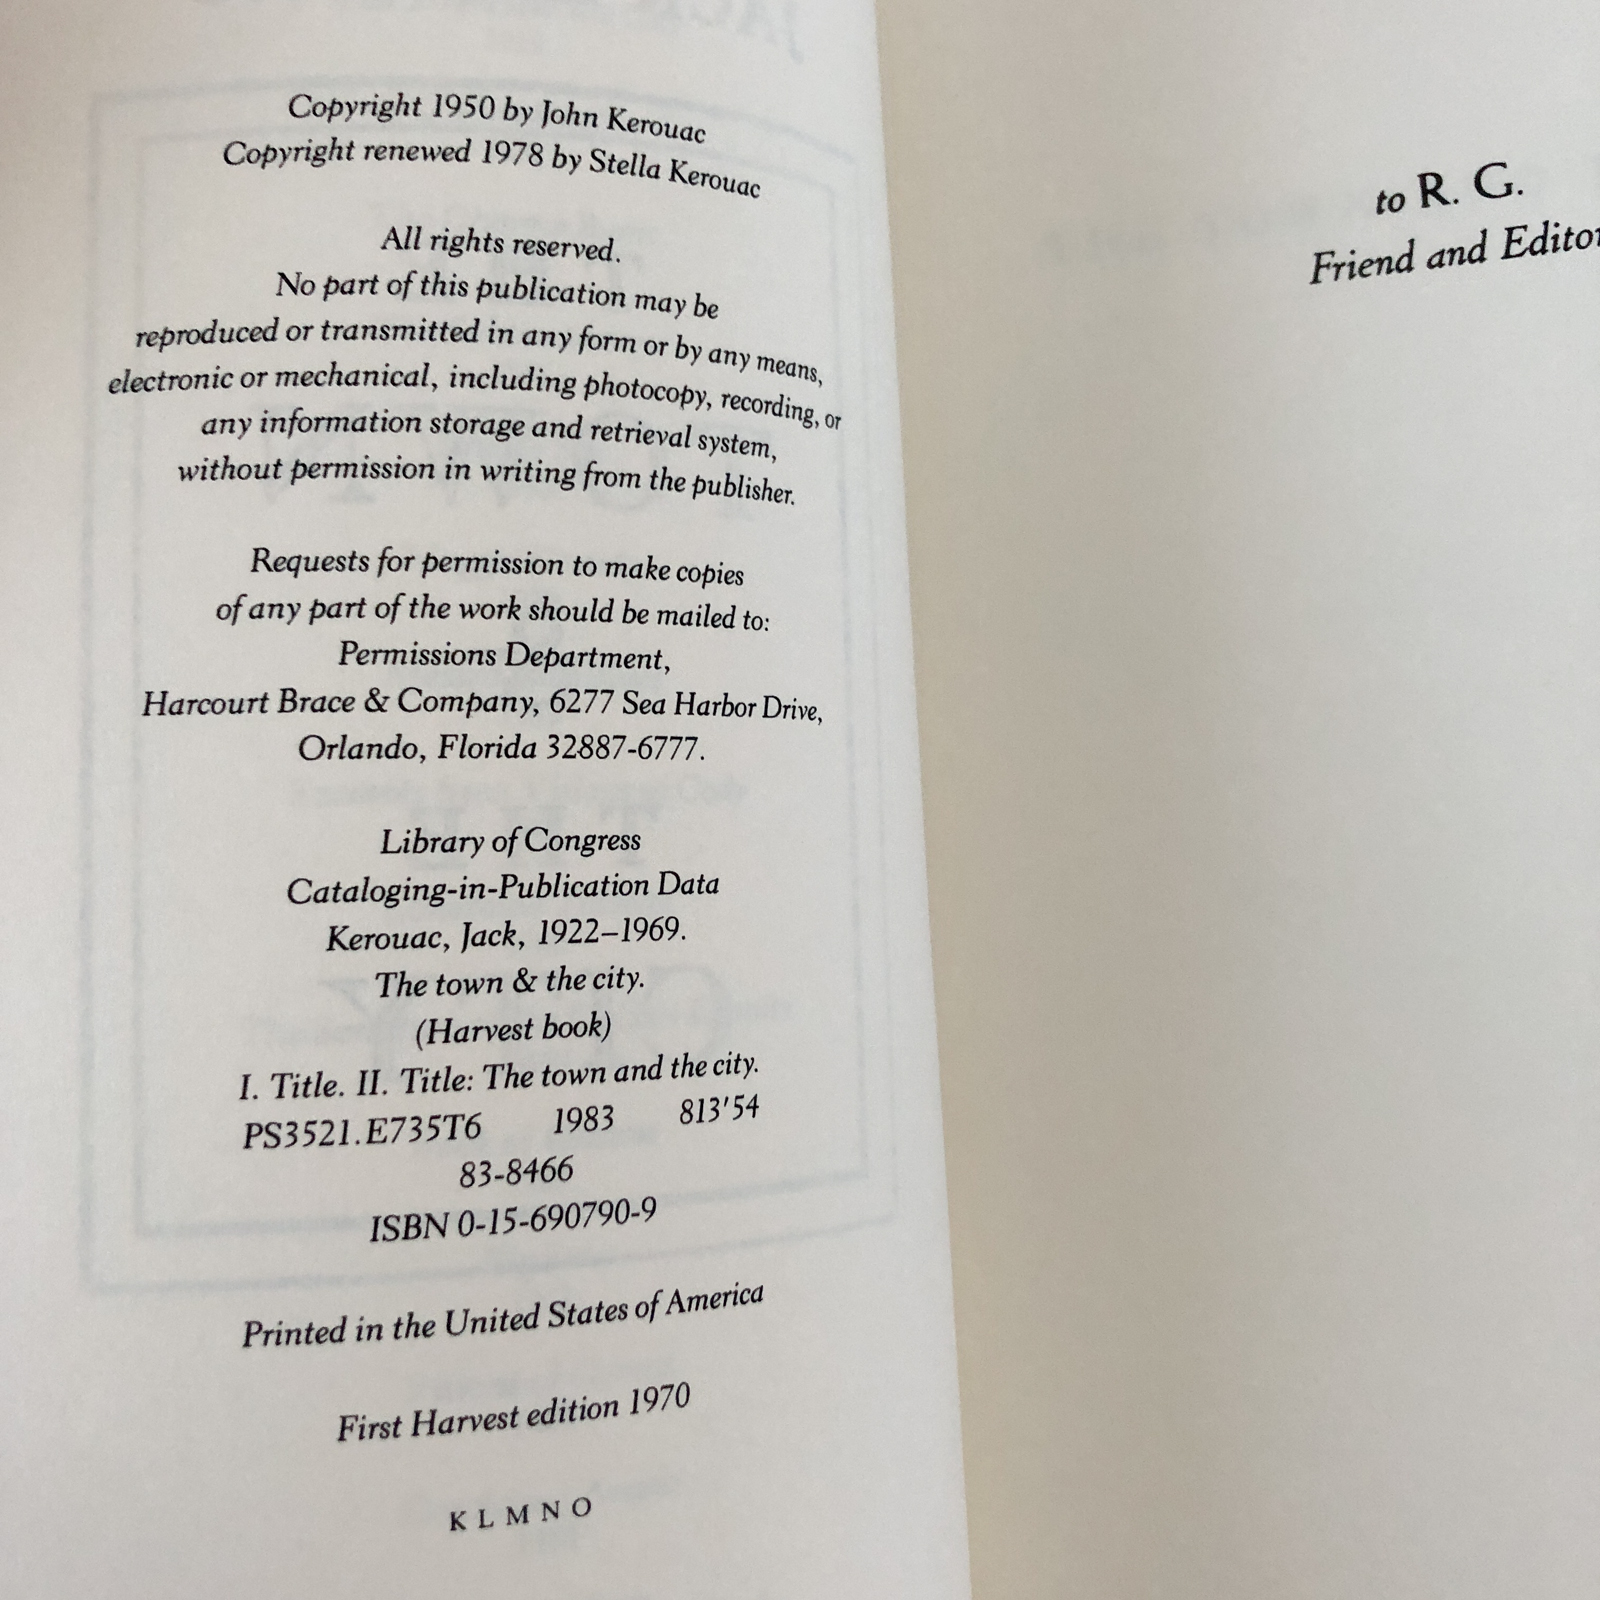 Copyright 1950 by John Kerouac
Copyright renewed 1978 by Stella Kerouac
All rights reserved.
No part of this publication may be
reproduced or transmitted in any form or by any means,
electronic or mechanical, including photocopy, recording, or
any information storage and retrieval system,
without permission in writing from the publisher.
Requests for permission to make copies
of any part of the work should be mailed to:
Permissions Department,
Harcourt Brace & Company, 6277 Sea Harbor Drive,
Orlando, Florida 32887-6777.
Library of Congress
Cataloging-in-Publication Data
Kerouac, Jack, 1922–1969.
The town & the city.
(Harvest book)
I. Title. II. Title: The town and the city.
PS3521.E735T6 1983 813'54
83-8466
ISBN 0-15-690790-9
Printed in the United States of America
First Harvest edition 1970
K L M N O
to R. G.
Friend and Editor